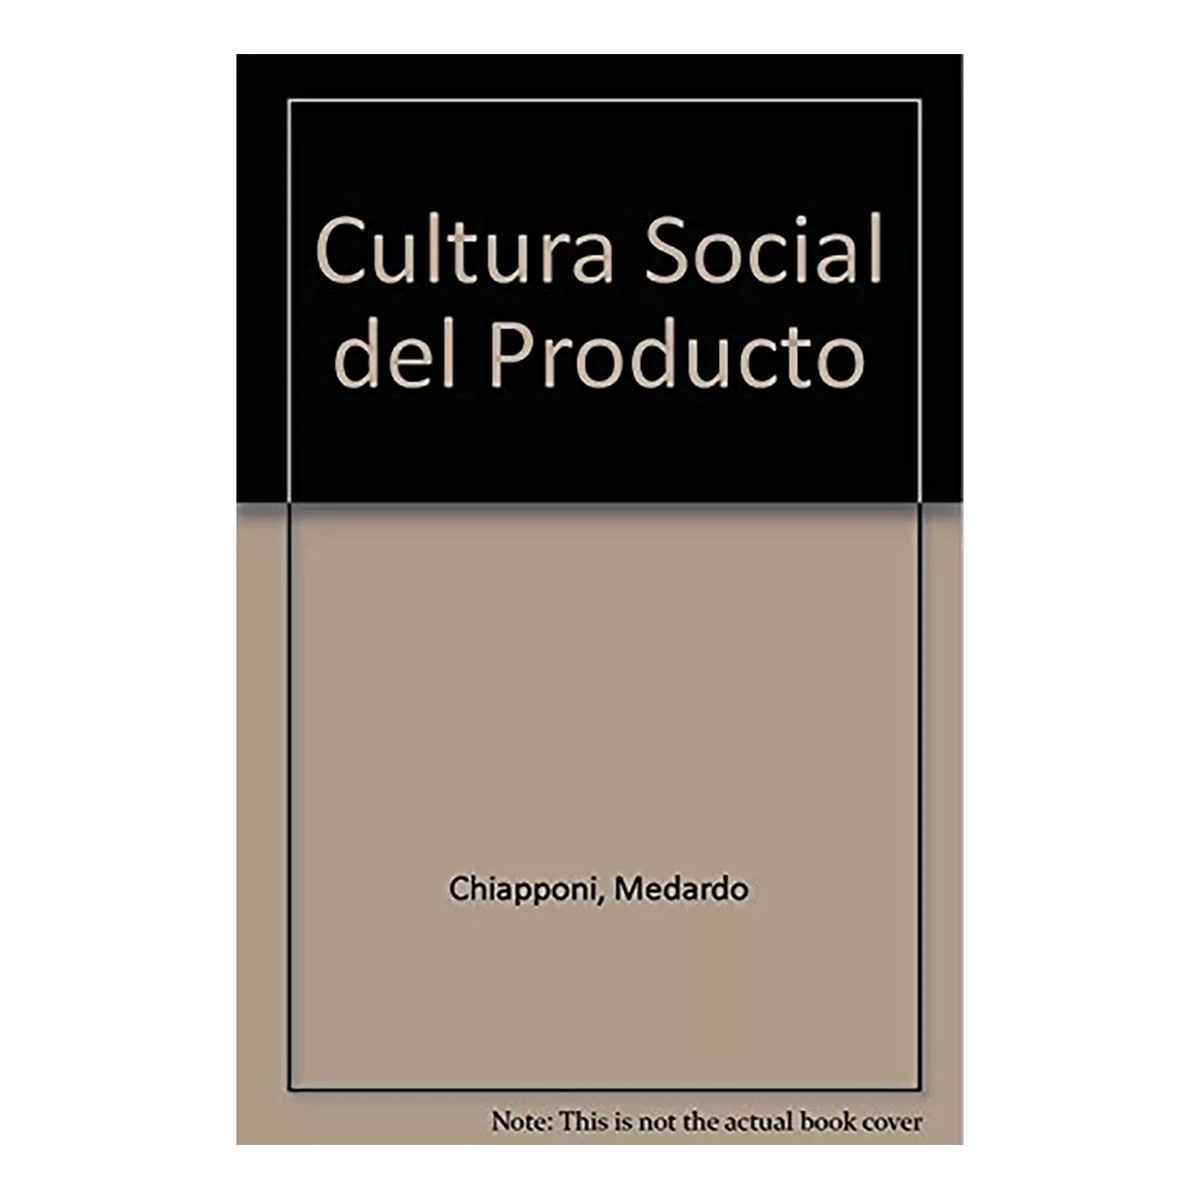 Cultura Social
del Producto
Chiapponi, Medardo
Note: This is not the actual book cover